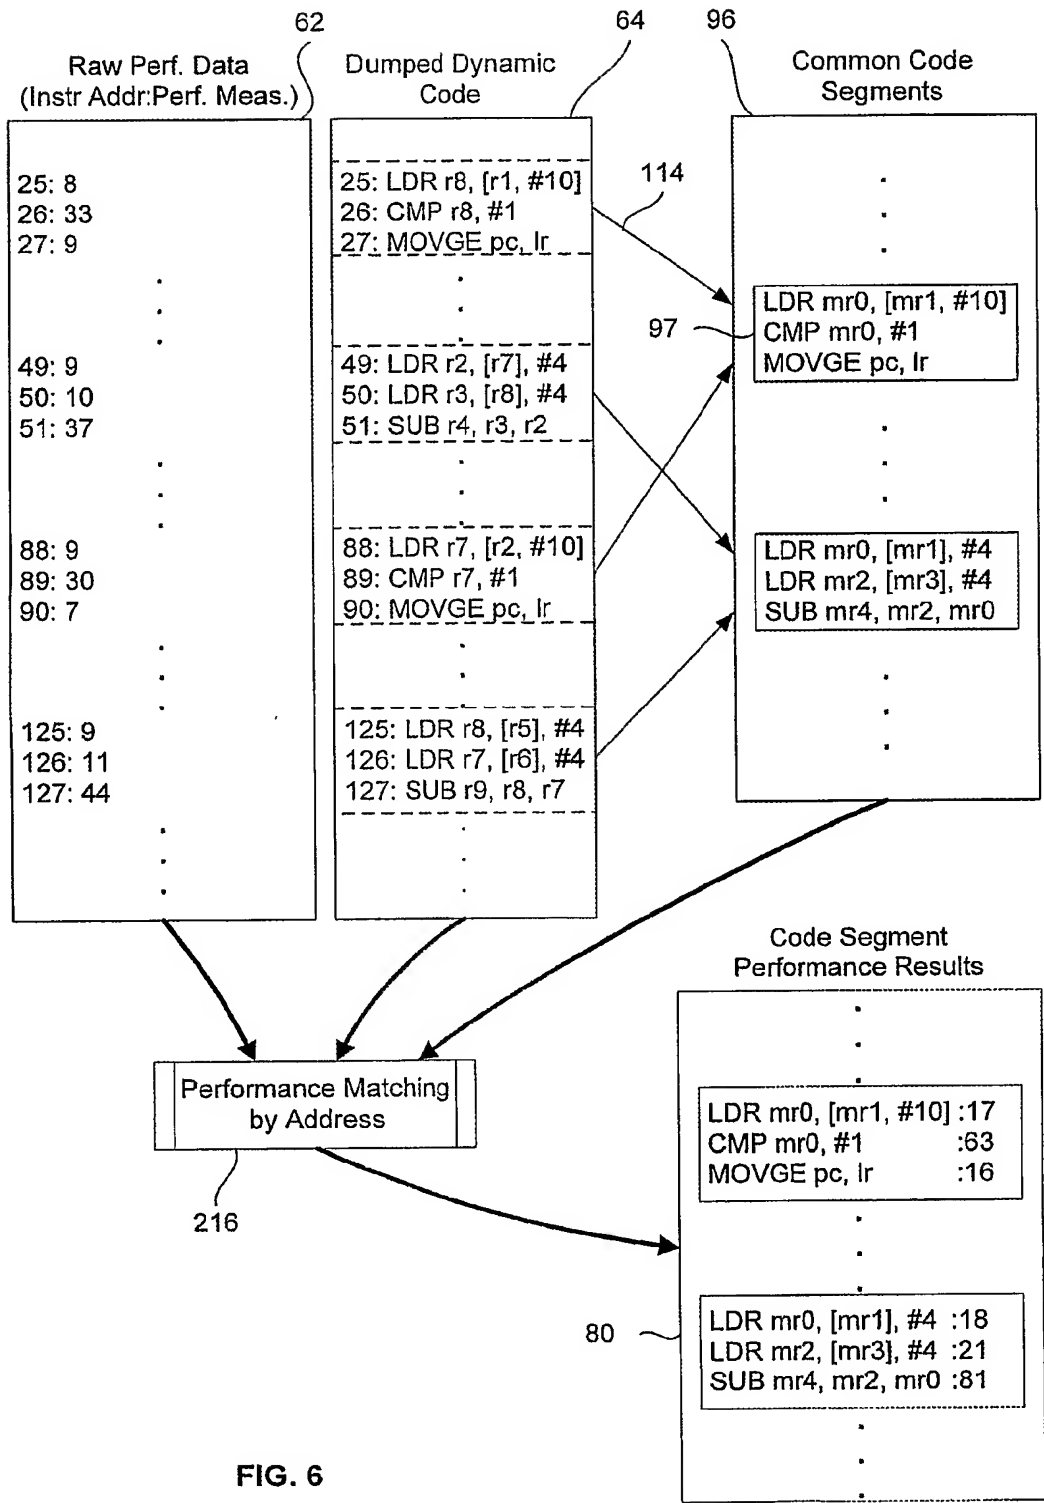 62
64
96
Raw Perf. Data
(Instr Addr:Perf. Meas.)
Dumped Dynamic
Code
Common Code
Segments
25: 8
26: 33
27: 9
49: 9
50: 10
51: 37
88: 9
89: 30
90: 7
125: 9
126: 11
127: 44
25: LDR r8, [r1, #10]
26: CMP r8, #1
27: MOVGE pc, lr
49: LDR r2, [r7], #4
50: LDR r3, [r8], #4
51: SUB r4, r3, r2
88: LDR r7, [r2, #10]
89: CMP r7, #1
90: MOVGE pc, lr
125: LDR r8, [r5], #4
126: LDR r7, [r6], #4
127: SUB r9, r8, r7
114
97
LDR mr0, [mr1, #10]
CMP mr0, #1
MOVGE pc, lr
LDR mr0, [mr1], #4
LDR mr2, [mr3], #4
SUB mr4, mr2, mr0
Performance Matching
by Address
216
Code Segment
Performance Results
LDR mr0, [mr1, #10] :17
CMP mr0, #1 :63
MOVGE pc, lr :16
80
LDR mr0, [mr1], #4 :18
LDR mr2, [mr3], #4 :21
SUB mr4, mr2, mr0 :81
FIG. 6